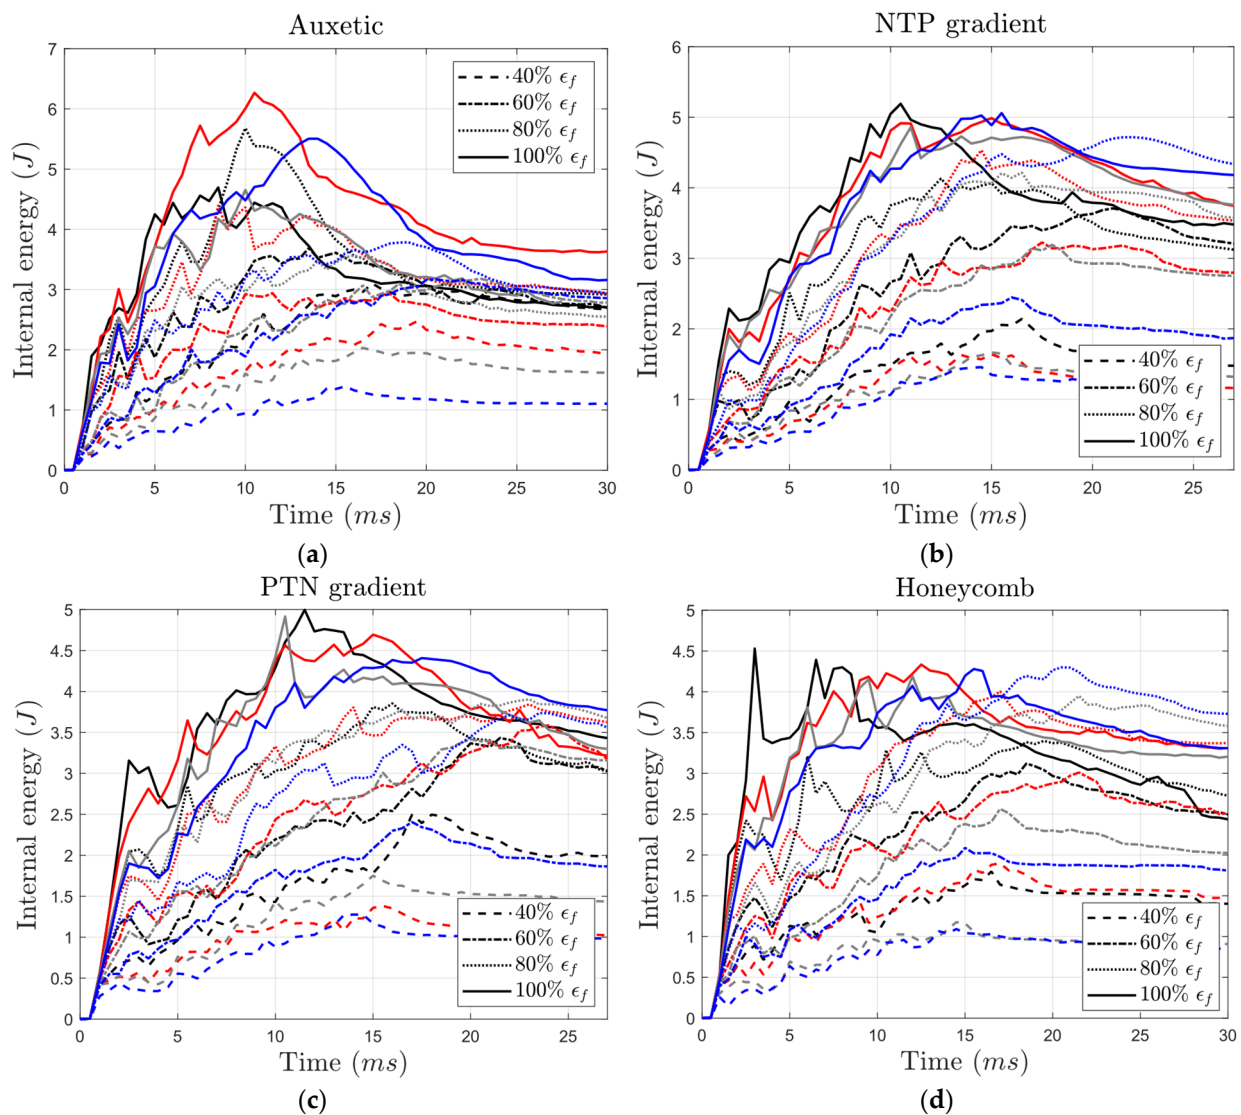 Auxetic
Internal energy (J)
7
6
5
4
3
2
1
0
40% ϵf
60% ϵf
80% ϵf
100% ϵf
0 5 10 15 20 25 30
Time (ms)
(a)
NTP gradient
Internal energy (J)
6
5
4
3
2
1
0
40% ϵf
60% ϵf
80% ϵf
100% ϵf
0 5 10 15 20 25
Time (ms)
(b)
PTN gradient
Internal energy (J)
5
4.5
4
3.5
3
2.5
2
1.5
1
0.5
0
40% ϵf
60% ϵf
80% ϵf
100% ϵf
0 5 10 15 20 25
Time (ms)
(c)
Honeycomb
Internal energy (J)
5
4.5
4
3.5
3
2.5
2
1.5
1
0.5
0
40% ϵf
60% ϵf
80% ϵf
100% ϵf
0 5 10 15 20 25 30
Time (ms)
(d)